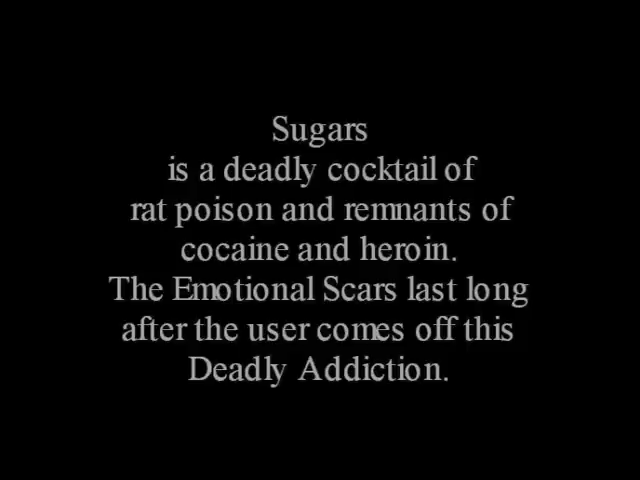 Sugars
is a deadly cocktail of
rat poison and remnants of
cocaine and heroin.
The Emotional Scars last long
after the user comes off this
Deadly Addiction.